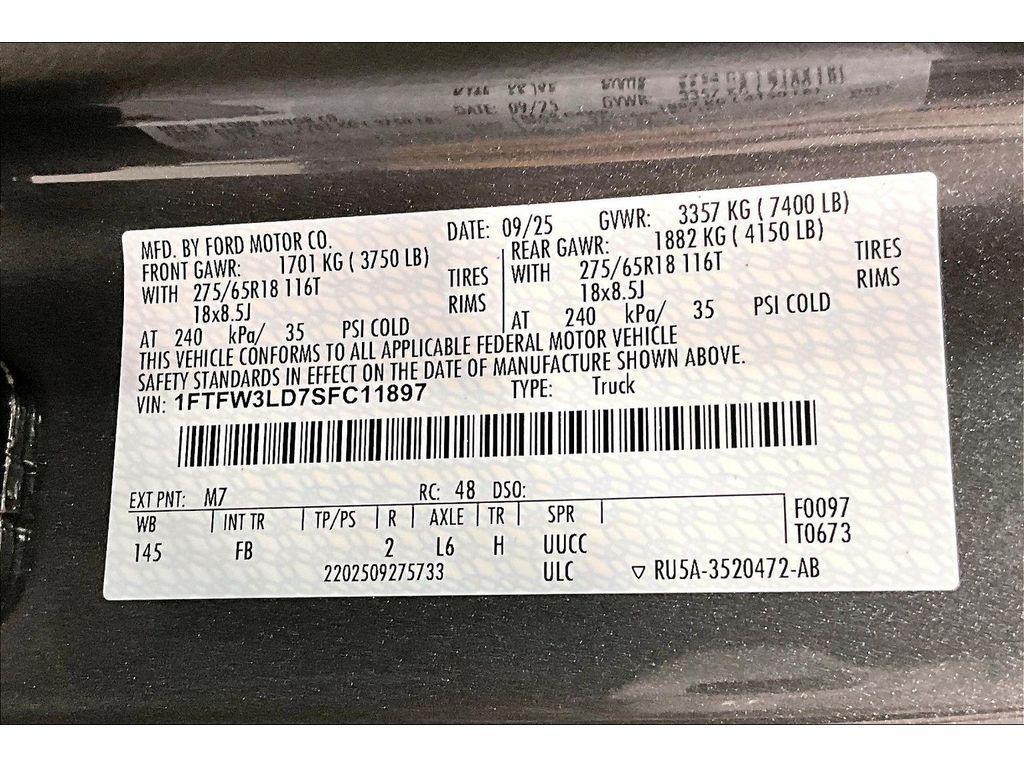 MFD. BY FORD MOTOR CO. DATE: 09/25 GVWR: 3357 KG ( 7400 LB)
FRONT GAWR: 1701 KG ( 3750 LB) REAR GAWR: 1882 KG ( 4150 LB)
WITH 275/65R18 116T TIRES WITH 275/65R18 116T TIRES
18x8.5J RIMS 18x8.5J RIMS
AT 240 kPa/ 35 PSI COLD AT 240 kPa/ 35 PSI COLD
THIS VEHICLE CONFORMS TO ALL APPLICABLE FEDERAL MOTOR VEHICLE
SAFETY STANDARDS IN EFFECT ON THE DATE OF MANUFACTURE SHOWN ABOVE.
VIN: 1FTFW3LD7SFC11897 TYPE: Truck
EXT PNT: M7 RC: 48 DSO:
WB INT TR TP/PS R AXLE TR SPR F0097
145 FB 2 L6 H UUCC T0673
2202509275733 ULC ▽ RU5A-3520472-AB